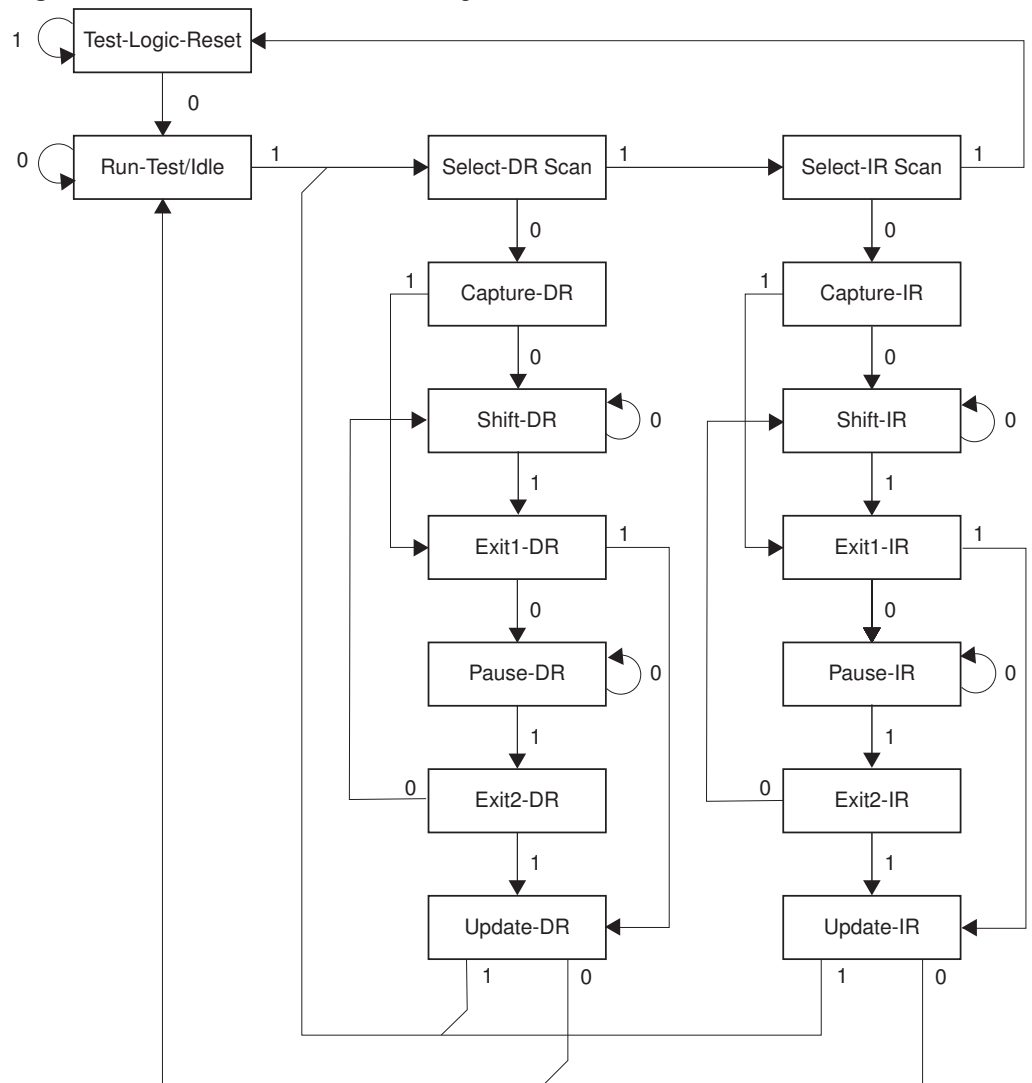 1 Test-Logic-Reset
0
0 Run-Test/Idle 1 Select-DR Scan 1 Select-IR Scan 1
0 0
1 Capture-DR 1 Capture-IR
0 0
Shift-DR 0 Shift-IR 0
1 1
Exit1-DR 1 Exit1-IR 1
0 0
Pause-DR 0 Pause-IR 0
1 1
0 Exit2-DR 0 Exit2-IR
1 1
Update-DR Update-IR
1 0 1 0